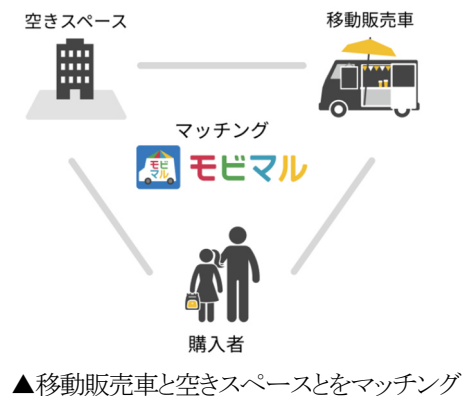 空きスペース
移動販売車
マッチング
モビ
マル
モビマル
購入者
▲移動販売車と空きスペースとをマッチング